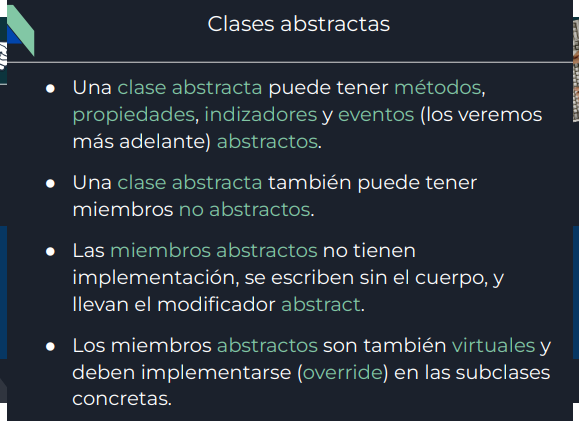 Clases abstractas
● Una clase abstracta puede tener métodos,
propiedades, indizadores y eventos (los veremos
más adelante) abstractos.
● Una clase abstracta también puede tener
miembros no abstractos.
● Las miembros abstractos no tienen
implementación, se escriben sin el cuerpo, y
llevan el modificador abstract.
● Los miembros abstractos son también virtuales y
deben implementarse (override) en las subclases
concretas.